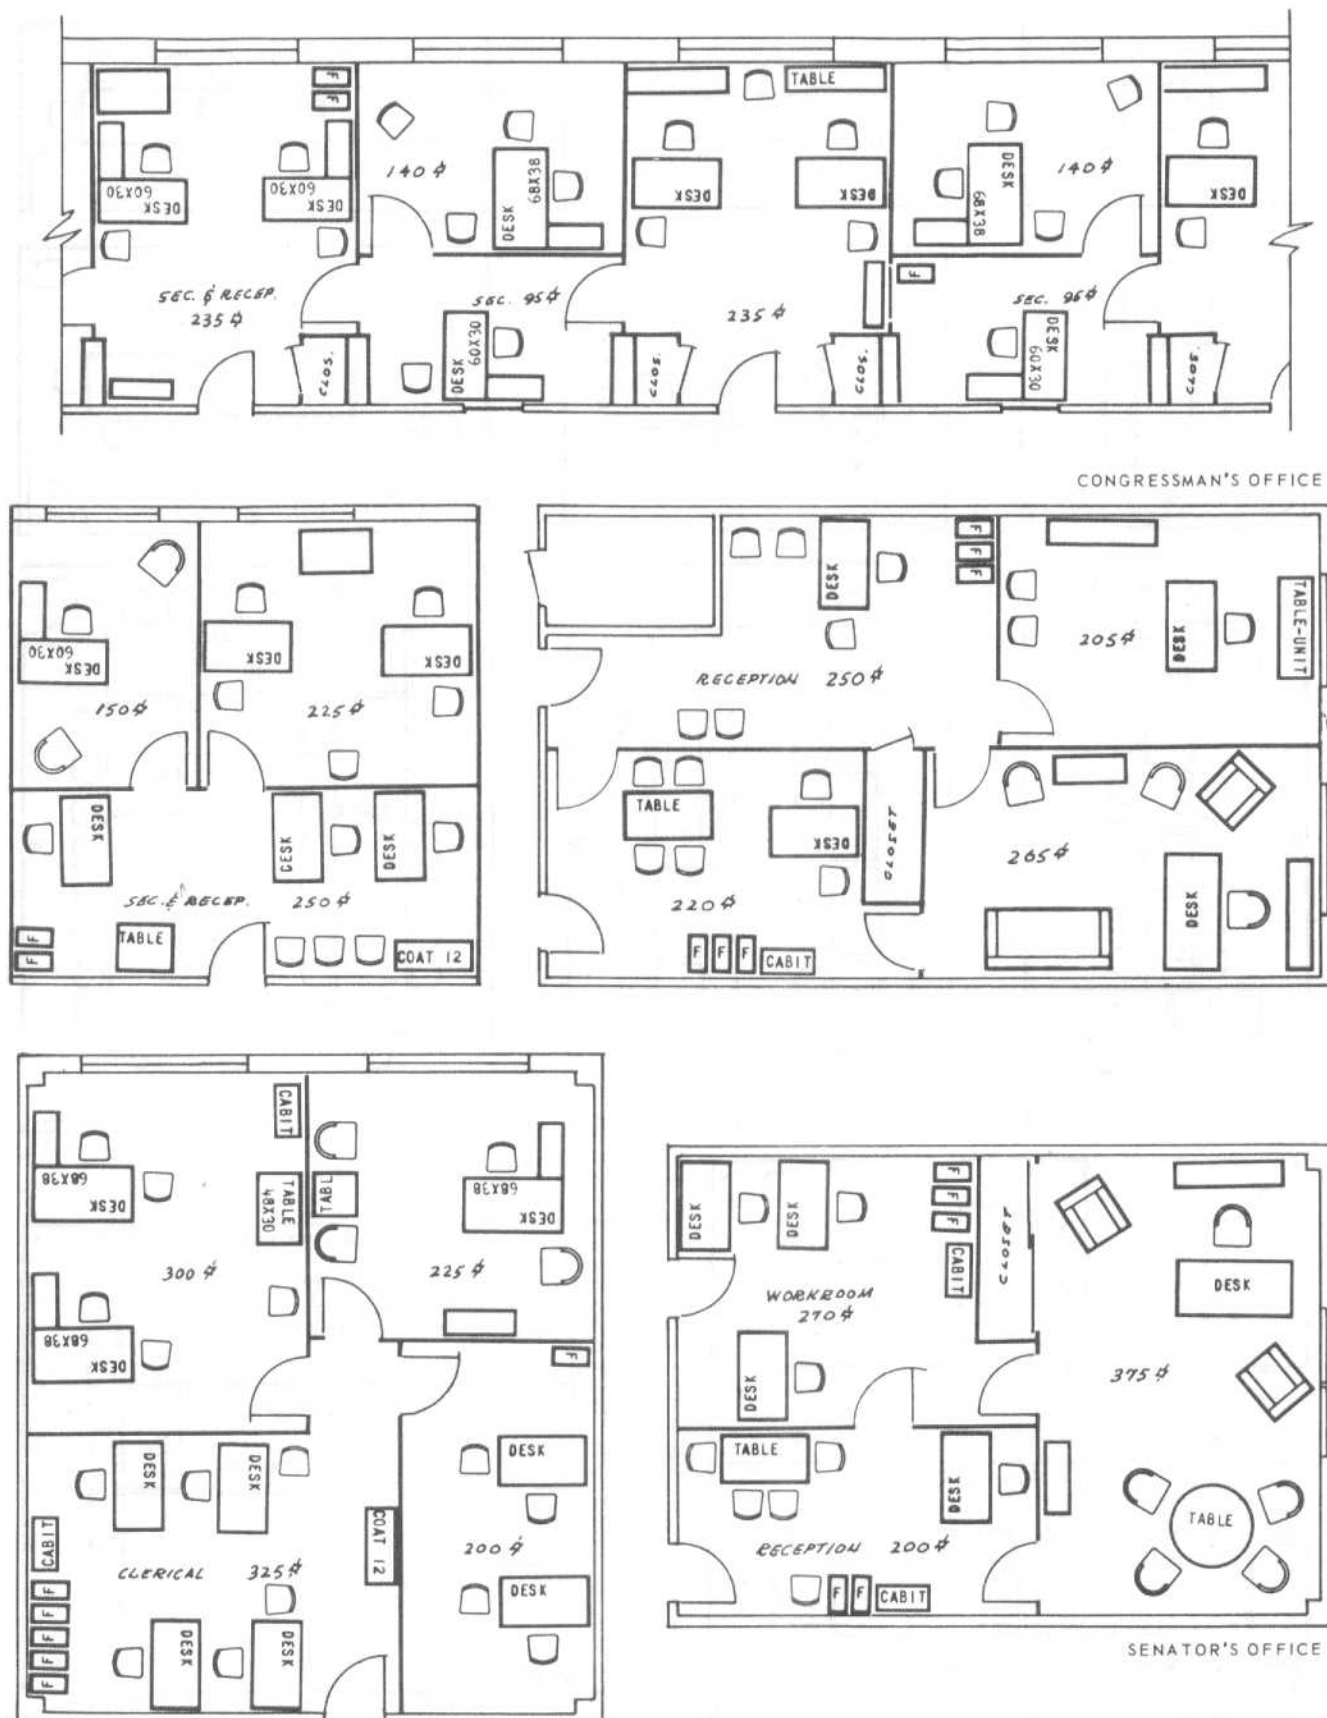 F
F
TABLE
60X30
DESK
60X30
DESK
140 ⌀
DESK
68X38
DESK
DESK
DESK
68X38
140 ⌀
DESK
SEC. & RECEP.
235 ⌀
SEC. 95 ⌀
235 ⌀
F
SEC. 95 ⌀
DESK
60X30
DESK
60X30
CLOS.
CLOS.
CLOS.
CLOS.
CONGRESSMAN'S OFFICE
60X30
DESK
150 ⌀
DESK
DESK
225 ⌀
DESK
DESK
DESK
SEC. & RECEP. 250 ⌀
F
F
TABLE
COAT 12
DESK
F
F
F
RECEPTION 250 ⌀
205 ⌀
DESK
TABLE-UNIT
TABLE
DESK
CLOSET
220 ⌀
F
F
F
CABIT
265 ⌀
DESK
CABIT
68X38
DESK
TABLE
48X30
300 ⌀
68X38
DESK
TABL
68X38
DESK
225 ⌀
F
DESK
DESK
CABIT
CLERICAL 325 ⌀
COAT 12
F
F
F
F
F
DESK
DESK
DESK
200 ⌀
DESK
DESK
DESK
F
F
F
CABIT
CLOSET
WORKROOM
270 ⌀
DESK
DESK
375 ⌀
TABLE
DESK
RECEPTION 200 ⌀
F
F
CABIT
TABLE
SENATOR'S OFFICE